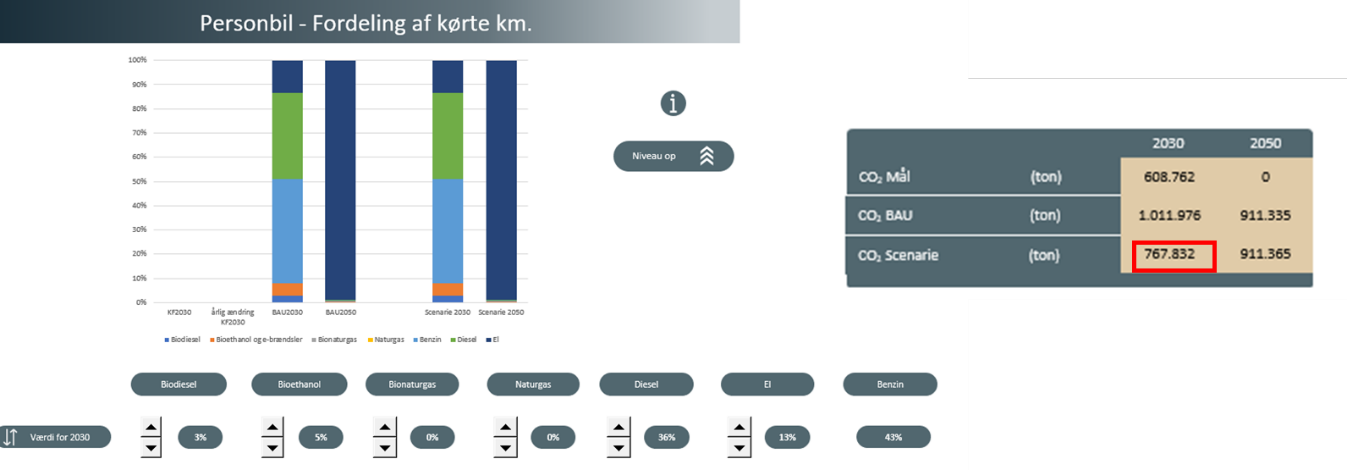 Personbil - Fordeling af kørte km.
100%
90%
80%
70%
60%
50%
40%
30%
20%
10%
0%
KF2030 årlig ændring KF2030 BAU2030 BAU2050 Scenarie 2030 Scenarie 2050
Biodiesel Bioethanol og e-brændsler Bionaturgas Naturgas Benzin Diesel El
i
Niveau op
2030 2050
CO₂ Mål (ton) 608.762 0
CO₂ BAU (ton) 1.011.976 911.335
CO₂ Scenarie (ton) 767.832 911.365
Biodiesel Bioethanol Bionaturgas Naturgas Diesel El Benzin
Værdi for 2030 3% 5% 0% 0% 36% 13% 43%